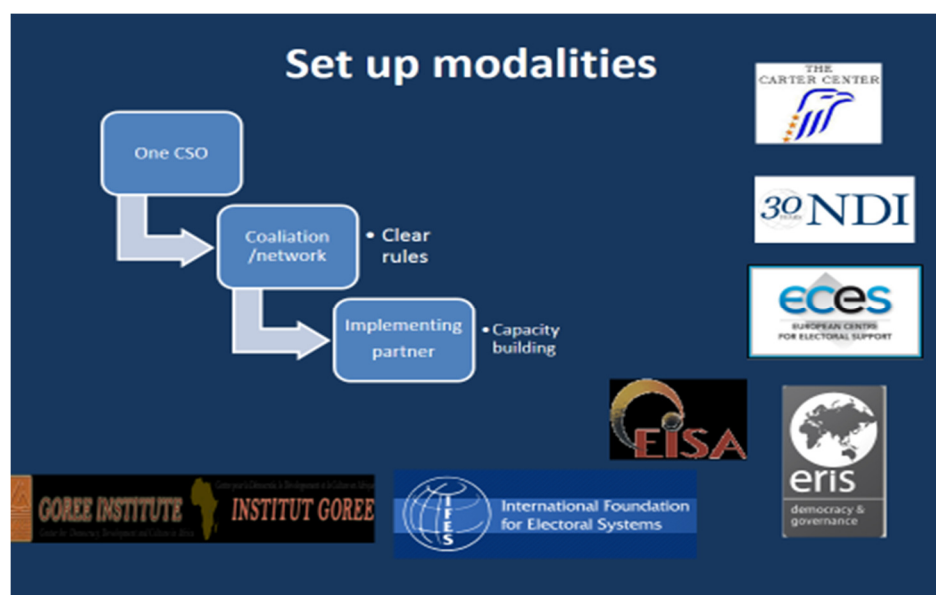 Set up modalities
One CSO
Coaliation
/network
• Clear
rules
Implementing
partner
• Capacity
building
THE
CARTER CENTER
30 NDI
YEARS
eces
EUROPEAN CENTRE
FOR ELECTORAL SUPPORT
EISA
eris
democracy &
governance
GOREE INSTITUTE
INSTITUT GOREE
IFES
International Foundation
for Electoral Systems